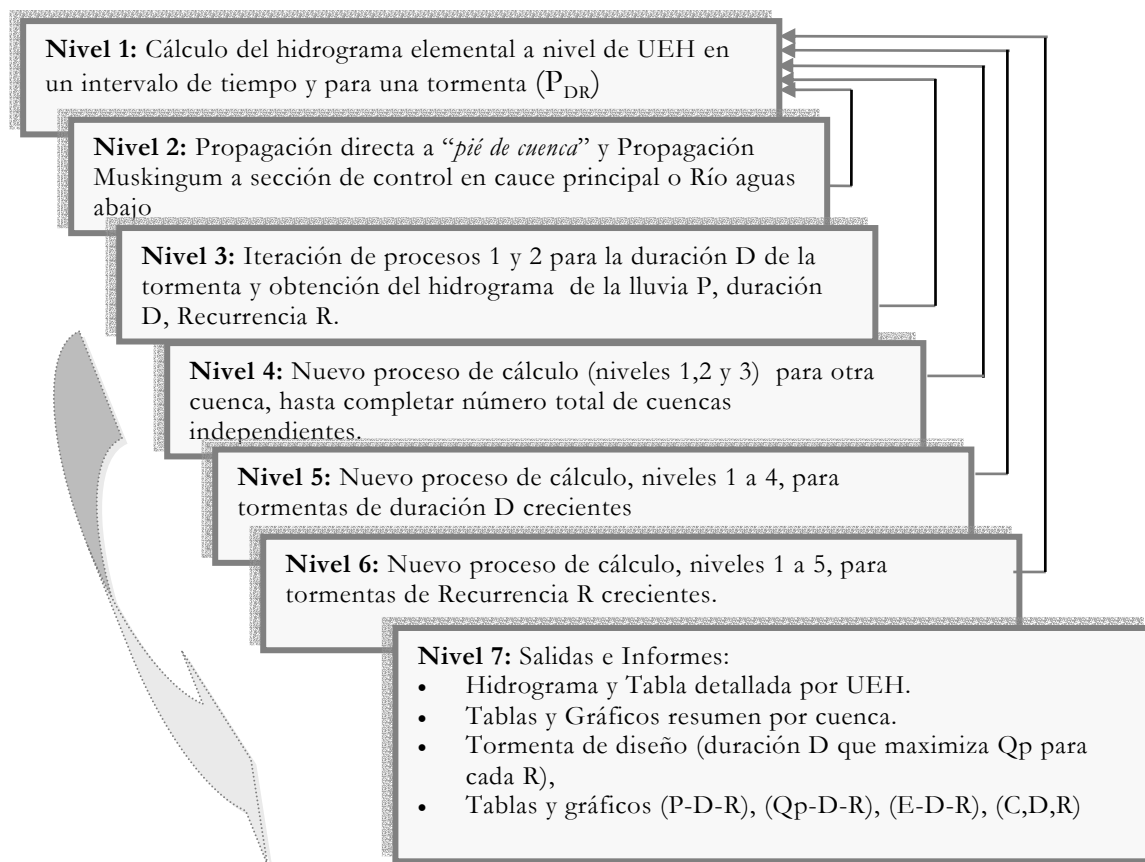 Nivel 1: Cálculo del hidrograma elemental a nivel de UEH en
un intervalo de tiempo y para una tormenta (PDR)
Nivel 2: Propagación directa a “pié de cuenca” y Propagación
Muskingum a sección de control en cauce principal o Río aguas
abajo
Nivel 3: Iteración de procesos 1 y 2 para la duración D de la
tormenta y obtención del hidrograma de la lluvia P, duración
D, Recurrencia R.
Nivel 4: Nuevo proceso de cálculo (niveles 1,2 y 3) para otra
cuenca, hasta completar número total de cuencas
independientes.
Nivel 5: Nuevo proceso de cálculo, niveles 1 a 4, para
tormentas de duración D crecientes
Nivel 6: Nuevo proceso de cálculo, niveles 1 a 5, para
tormentas de Recurrencia R crecientes.
Nivel 7: Salidas e Informes:
• Hidrograma y Tabla detallada por UEH.
• Tablas y Gráficos resumen por cuenca.
• Tormenta de diseño (duración D que maximiza Qp para
cada R),
• Tablas y gráficos (P-D-R), (Qp-D-R), (E-D-R), (C,D,R)